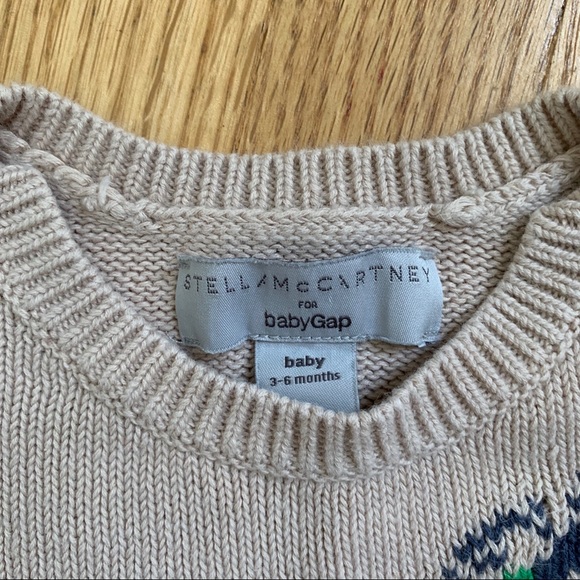 STELLA McCARTNEY
FOR
babyGap
baby
3-6 months